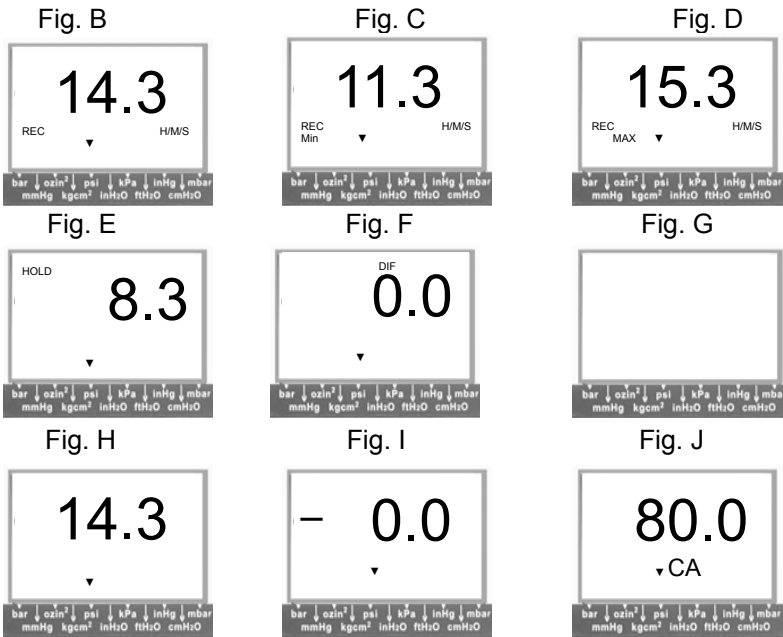 Fig. B
14.3
REC H/M/S
▼
bar ↓ ozin² ↓ psi ↓ kPa ↓ inHg ↓ mbar
mmHg kgcm² inH₂O ftH₂O cmH₂O
Fig. C
11.3
REC H/M/S
Min ▼
bar ↓ ozin² ↓ psi ↓ kPa ↓ inHg ↓ mbar
mmHg kgcm² inH₂O ftH₂O cmH₂O
Fig. D
15.3
REC H/M/S
MAX ▼
bar ↓ ozin² ↓ psi ↓ kPa ↓ inHg ↓ mbar
mmHg kgcm² inH₂O ftH₂O cmH₂O
Fig. E
HOLD
8.3
▼
bar ↓ ozin² ↓ psi ↓ kPa ↓ inHg ↓ mbar
mmHg kgcm² inH₂O ftH₂O cmH₂O
Fig. F
DIF
0.0
▼
bar ↓ ozin² ↓ psi ↓ kPa ↓ inHg ↓ mbar
mmHg kgcm² inH₂O ftH₂O cmH₂O
Fig. G
bar ↓ ozin² ↓ psi ↓ kPa ↓ inHg ↓ mbar
mmHg kgcm² inH₂O ftH₂O cmH₂O
Fig. H
14.3
▼
bar ↓ ozin² ↓ psi ↓ kPa ↓ inHg ↓ mbar
mmHg kgcm² inH₂O ftH₂O cmH₂O
Fig. I
– 0.0
▼
bar ↓ ozin² ↓ psi ↓ kPa ↓ inHg ↓ mbar
mmHg kgcm² inH₂O ftH₂O cmH₂O
Fig. J
80.0
▼ CA
bar ↓ ozin² ↓ psi ↓ kPa ↓ inHg ↓ mbar
mmHg kgcm² inH₂O ftH₂O cmH₂O